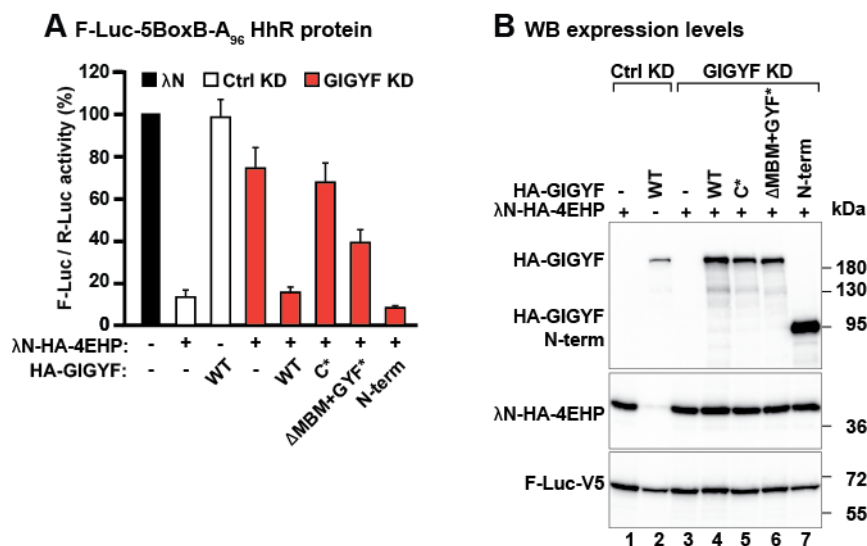 A F-Luc-5BoxB-A96 HhR protein
F-Luc / R-Luc activity (%)
120
100
80
60
40
20
0
λN
Ctrl KD
GIGYF KD
λN-HA-4EHP: - + - + + + + +
HA-GIGYF: - - WT - WT C* ΔMBM+GYF* N-term
B WB expression levels
Ctrl KD GIGYF KD
HA-GIGYF - WT - WT C* ΔMBM+GYF* N-term
λN-HA-4EHP + - + + + + + kDa
HA-GIGYF
180
130
HA-GIGYF
N-term
95
λN-HA-4EHP
36
F-Luc-V5
72
55
1 2 3 4 5 6 7